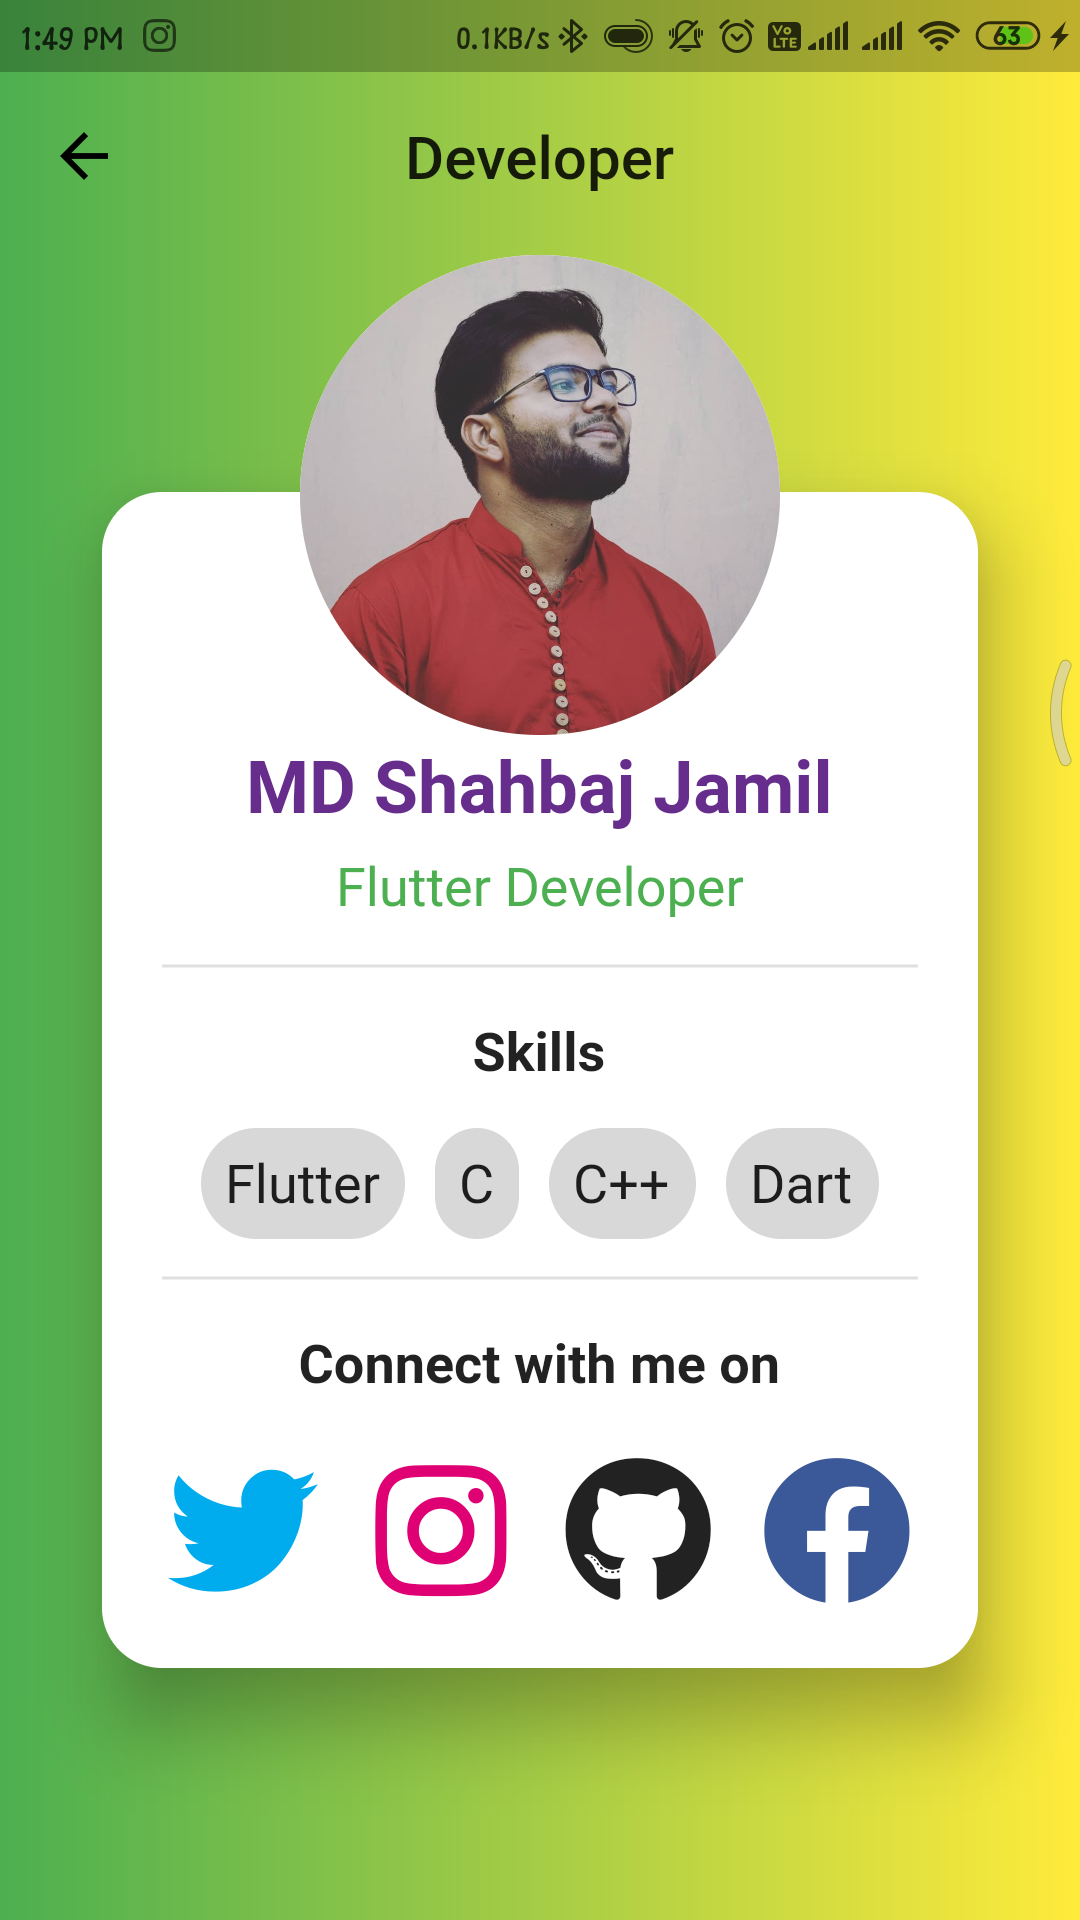 1:49 PM 0.1KB/s Vo LTE 63
Developer
MD Shahbaj Jamil
Flutter Developer
Skills
Flutter C C++ Dart
Connect with me on